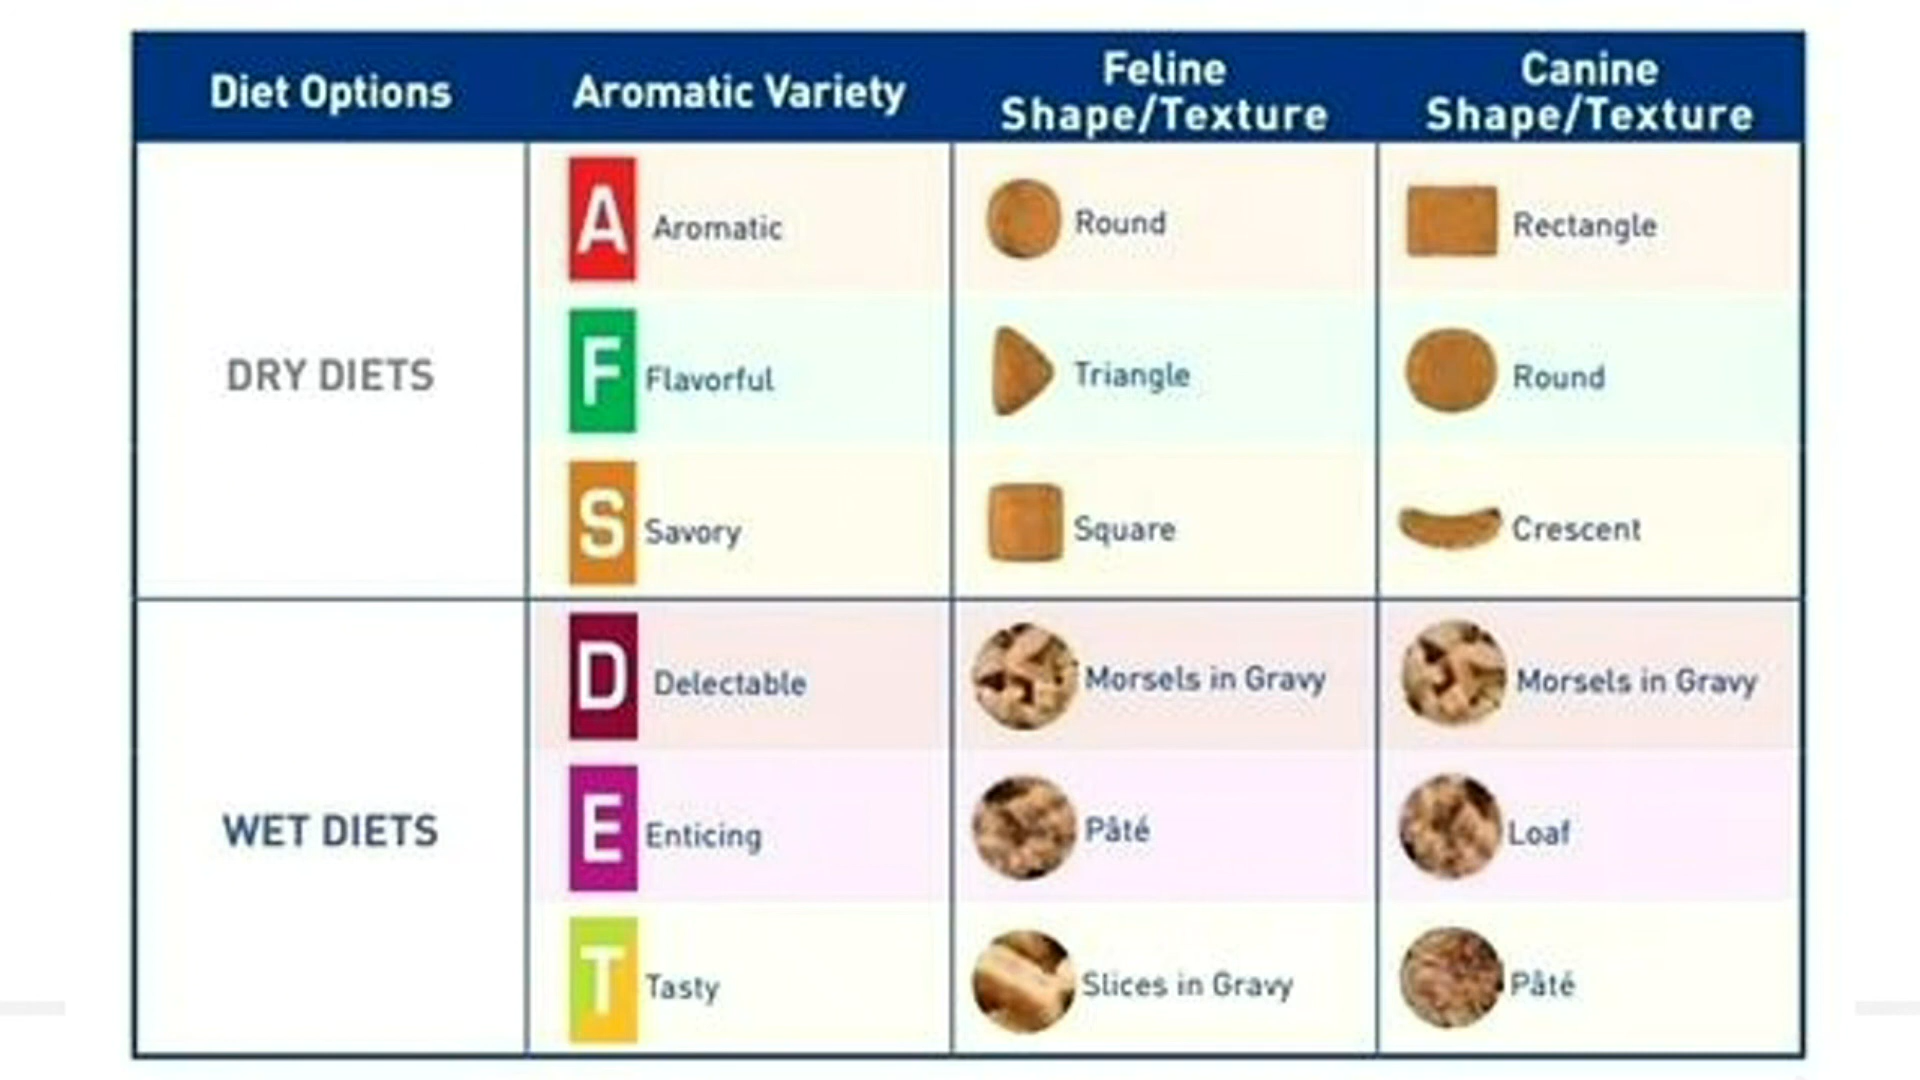 Diet Options
Aromatic Variety
Feline
Shape/Texture
Canine
Shape/Texture
DRY DIETS
A Aromatic
Round
Rectangle
F Flavorful
Triangle
Round
S Savory
Square
Crescent
WET DIETS
D Delectable
Morsels in Gravy
Morsels in Gravy
E Enticing
Pâté
Loaf
T Tasty
Slices in Gravy
Pâté